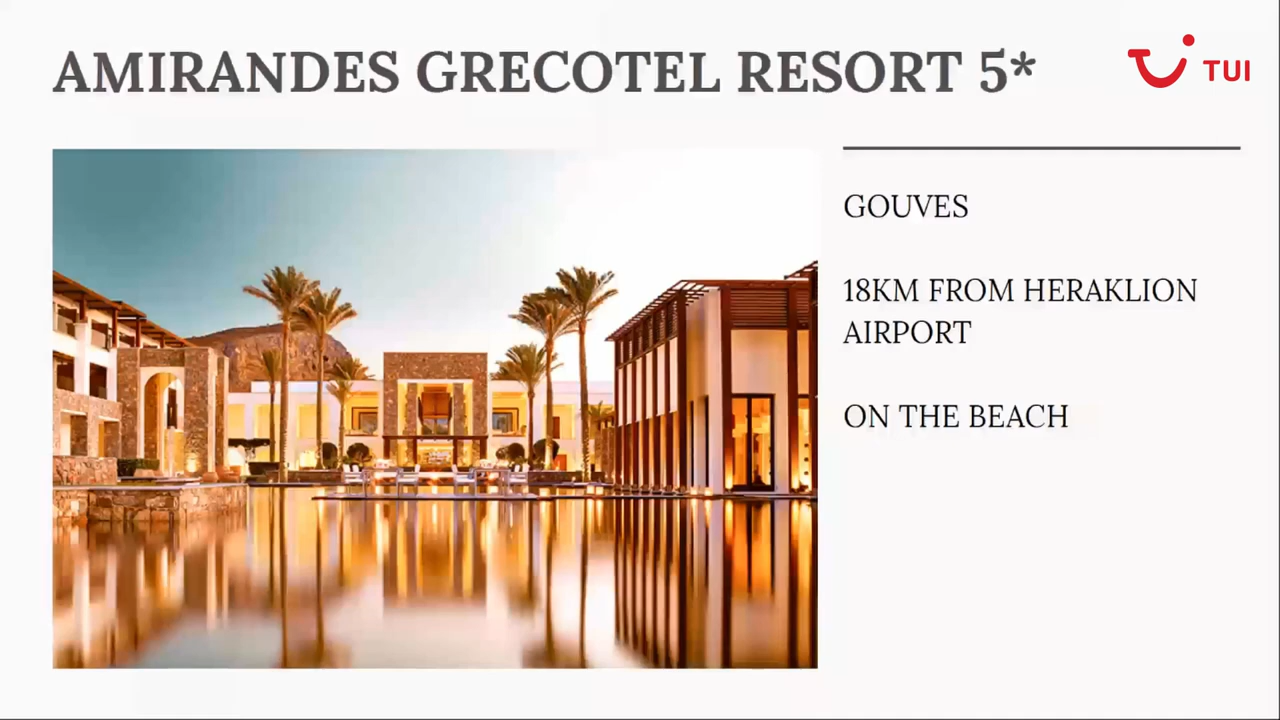 AMIRANDES GRECOTEL RESORT 5*
TUI
GOUVES
18KM FROM HERAKLION
AIRPORT
ON THE BEACH